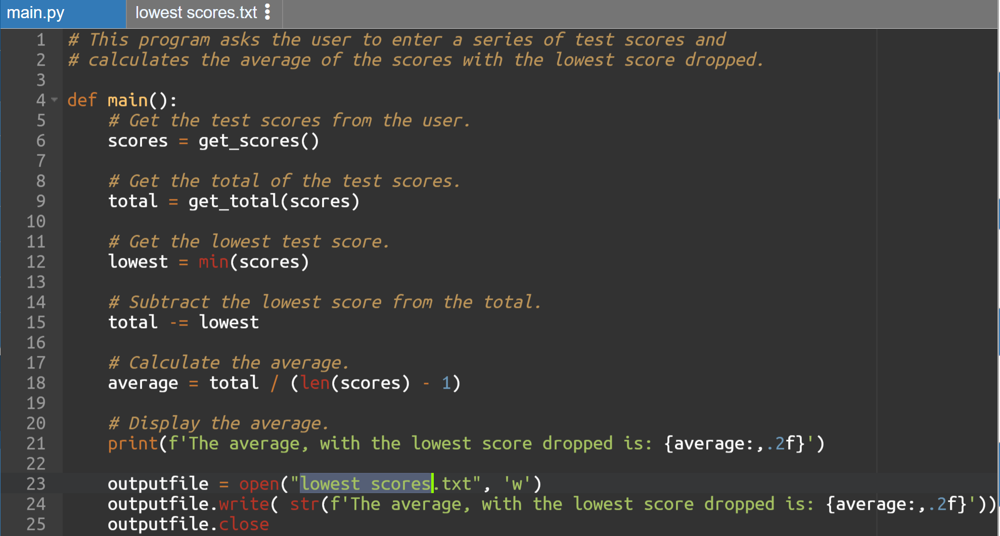 main.py lowest scores.txt
1 # This program asks the user to enter a series of test scores and
2 # calculates the average of the scores with the lowest score dropped.
3
4 def main():
5 # Get the test scores from the user.
6 scores = get_scores()
7
8 # Get the total of the test scores.
9 total = get_total(scores)
10
11 # Get the lowest test score.
12 lowest = min(scores)
13
14 # Subtract the lowest score from the total.
15 total -= lowest
16
17 # Calculate the average.
18 average = total / (len(scores) - 1)
19
20 # Display the average.
21 print(f'The average, with the lowest score dropped is: {average:,.2f}')
22
23 outputfile = open("lowest scores.txt", 'w')
24 outputfile.write( str(f'The average, with the lowest score dropped is: {average:,.2f}'))
25 outputfile.close